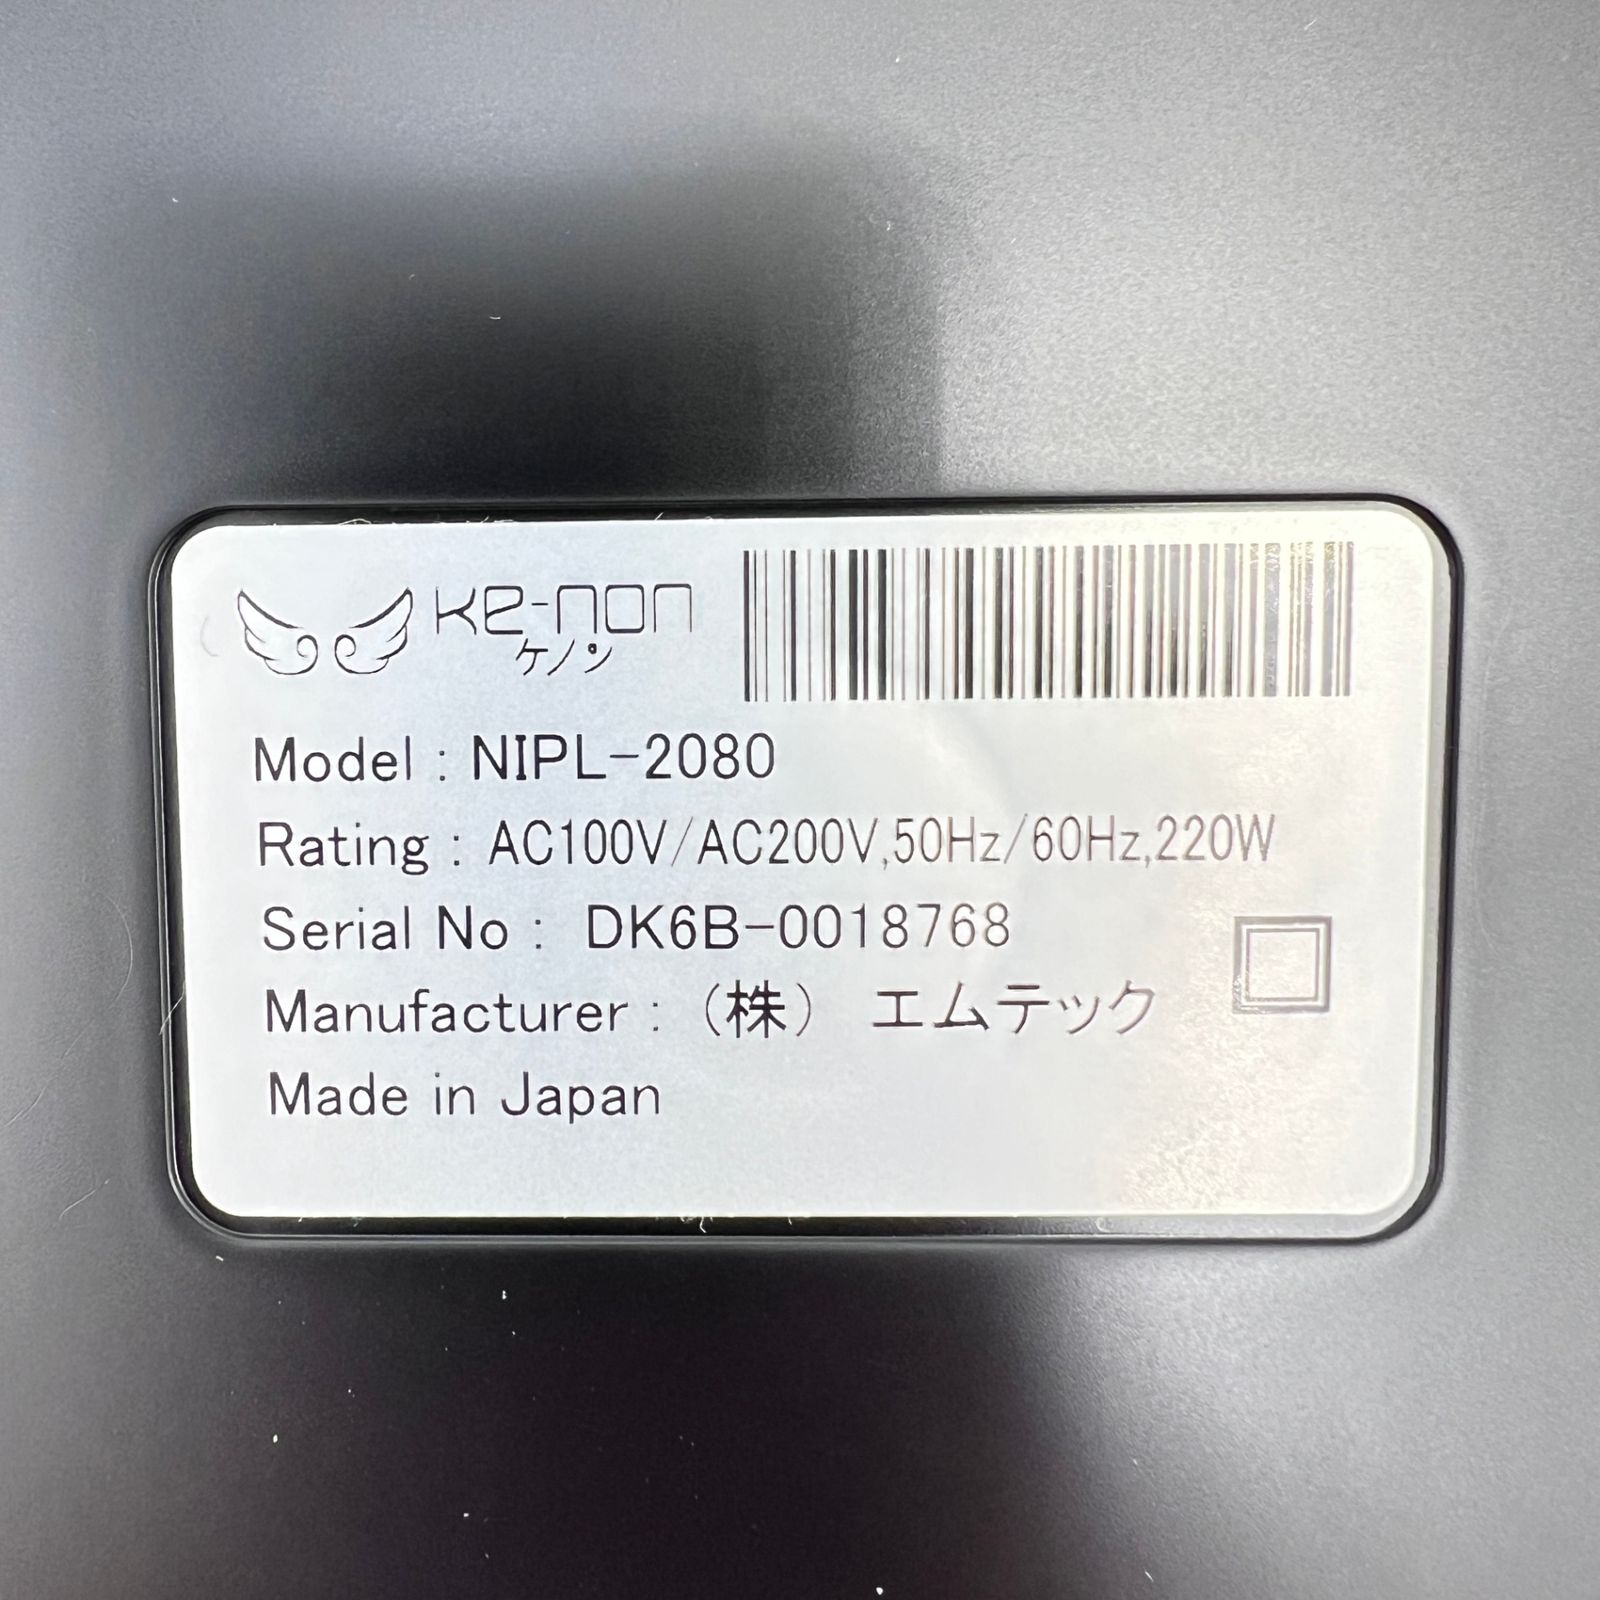 ke-non
ケノン
Model : NIPL-2080
Rating : AC100V/AC200V,50Hz/60Hz,220W
Serial No : DK6B-0018768
Manufacturer : （株） エムテック
Made in Japan